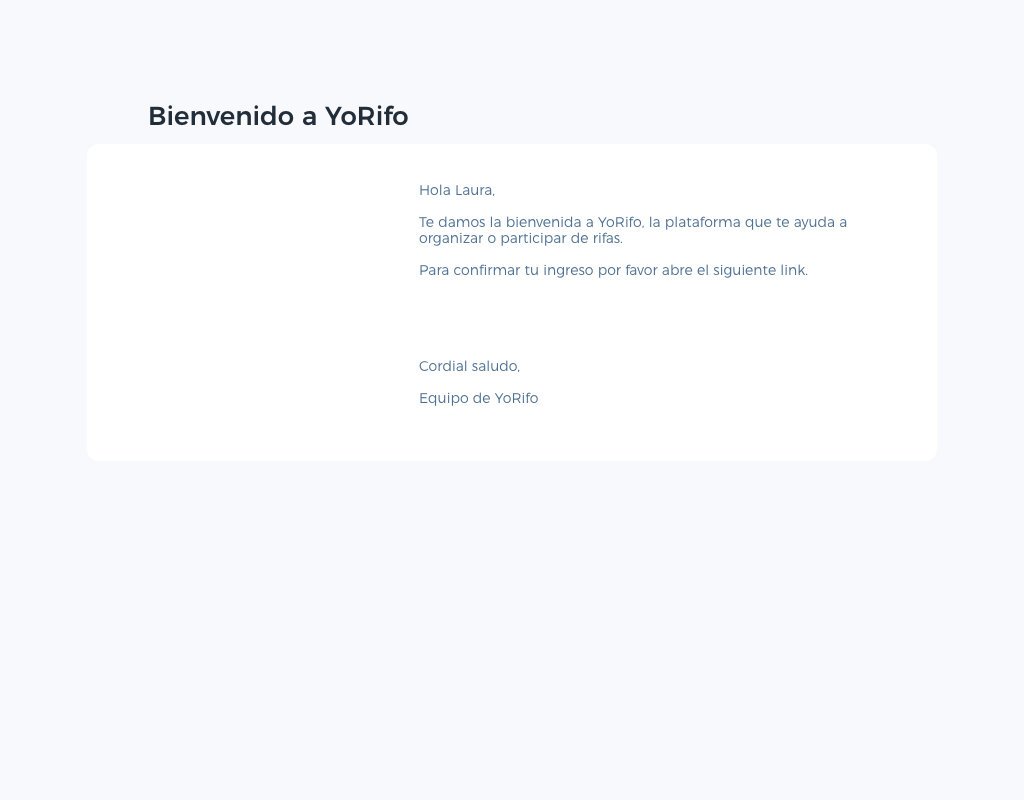 Bienvenido a YoRifo
Hola Laura,
Te damos la bienvenida a YoRifo, la plataforma que te ayuda a
organizar o participar de rifas.
Para confirmar tu ingreso por favor abre el siguiente link.
Cordial saludo,
Equipo de YoRifo